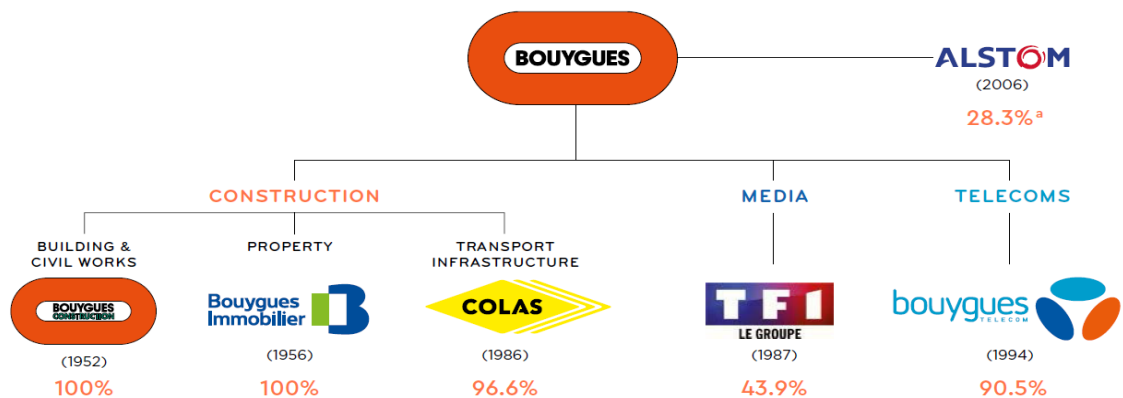 BOUYGUES
ALSTOM
(2006)
28.3% a
CONSTRUCTION
MEDIA
TELECOMS
BUILDING &
CIVIL WORKS
PROPERTY
TRANSPORT
INFRASTRUCTURE
BOUYGUES
CONSTRUCTION
Bouygues
Immobilier
COLAS
TF1
LE GROUPE
bouygues
TELECOM
(1952)
(1956)
(1986)
(1987)
(1994)
100%
100%
96.6%
43.9%
90.5%